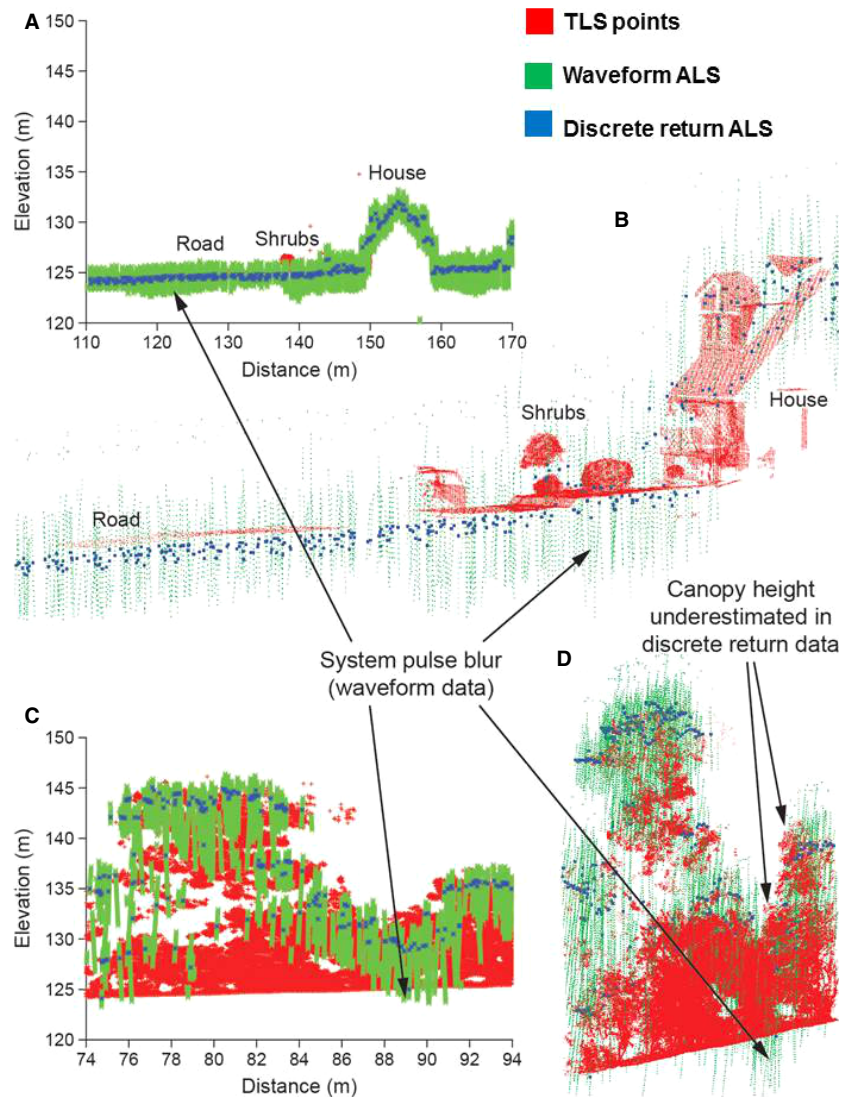 A
TLS points
Waveform ALS
Discrete return ALS
Elevation (m)
150
145
140
135
130
125
120
House
Road
Shrubs
110
120
130
140
150
160
170
Distance (m)
B
Shrubs
House
Road
System pulse blur
(waveform data)
Canopy height
underestimated in
discrete return data
C
Elevation (m)
150
145
140
135
130
125
120
74
76
78
80
82
84
86
88
90
92
94
Distance (m)
D